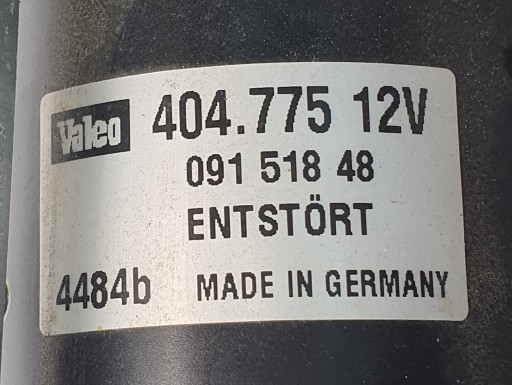 Valeo 404.775 12V
091 518 48
ENTSTÖRT
4484b MADE IN GERMANY